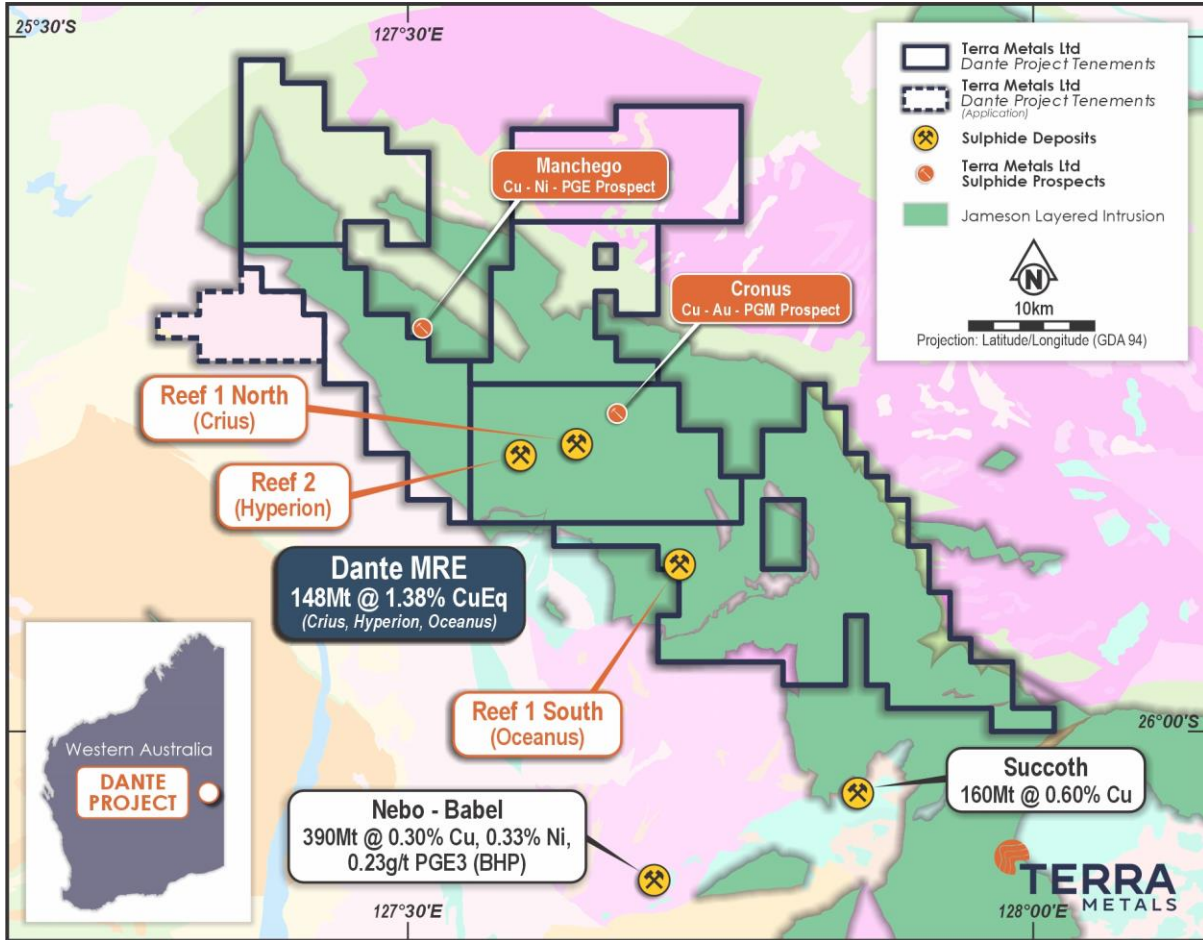 25°30'S
127°30'E
Terra Metals Ltd
Dante Project Tenements
Terra Metals Ltd
Dante Project Tenements
(Application)
Sulphide Deposits
Terra Metals Ltd
Sulphide Prospects
Jameson Layered Intrusion
N
10km
Projection: Latitude/Longitude (GDA 94)
Manchego
Cu - Ni - PGE Prospect
Cronus
Cu - Au - PGM Prospect
Reef 1 North
(Crius)
Reef 2
(Hyperion)
Dante MRE
148Mt @ 1.38% CuEq
(Crius, Hyperion, Oceanus)
Reef 1 South
(Oceanus)
26°00'S
Western Australia
DANTE
PROJECT
Nebo - Babel
390Mt @ 0.30% Cu, 0.33% Ni,
0.23g/t PGE3 (BHP)
Succoth
160Mt @ 0.60% Cu
TERRA
METALS
127°30'E
128°00'E